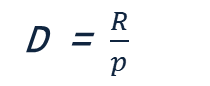 D = R/p